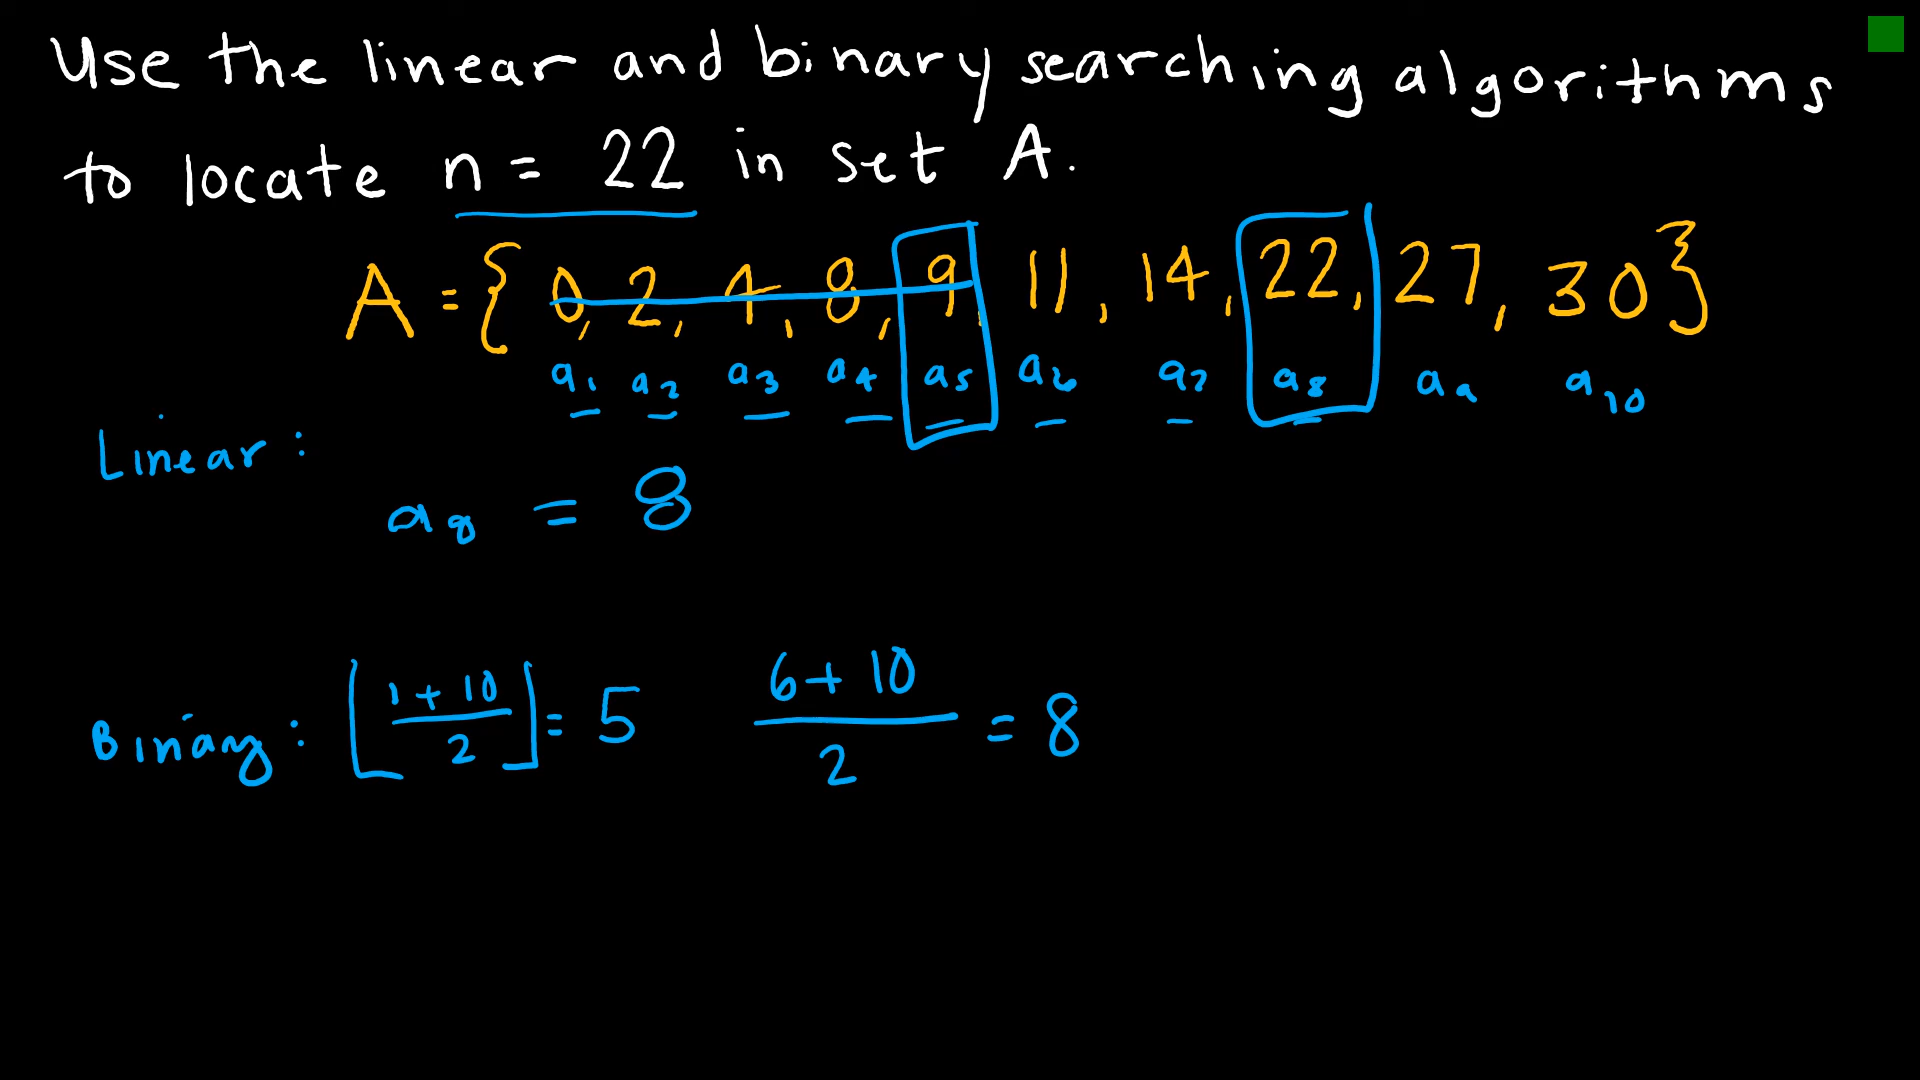 Use the linear and binary searching algorithms
to locate n = 22 in set A.
A = { 0, 2, 4, 8, 9, 11, 14, 22, 27, 30 }
a₁ a₂ a₃ a₄ a₅ a₆ a₇ a₈ a₉ a₁₀
Linear:
a₈ = 8
Binary: ⌊(1 + 10)/2⌋ = 5 (6 + 10)/2 = 8